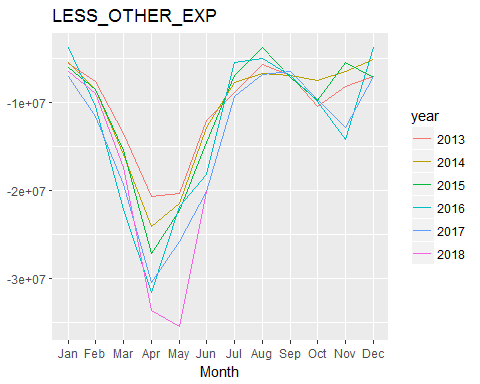 LESS_OTHER_EXP
-1e+07
-2e+07
-3e+07
Jan Feb Mar Apr May Jun Jul Aug Sep Oct Nov Dec
Month
year
2013
2014
2015
2016
2017
2018